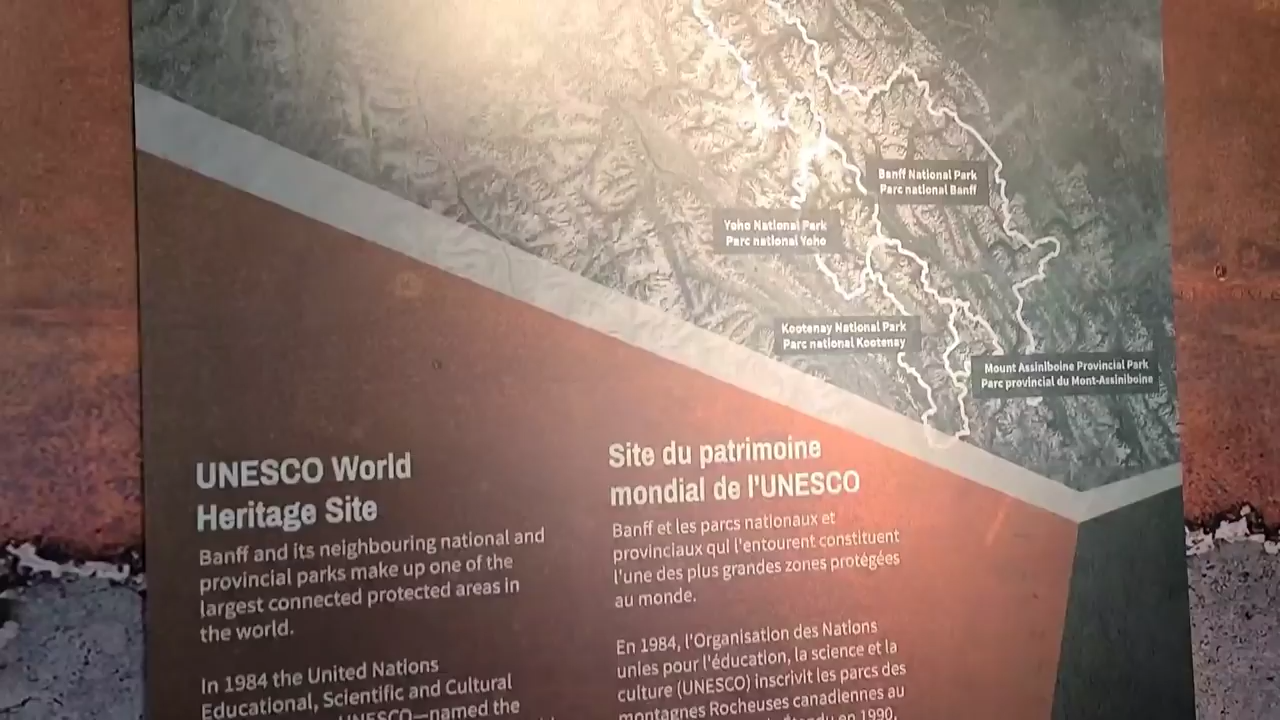 Banff National Park
Parc national Banff
Yoho National Park
Parc national Yoho
Kootenay National Park
Parc national Kootenay
Mount Assiniboine Provincial Park
Parc provincial du Mont-Assiniboine
UNESCO World
Heritage Site
Banff and its neighbouring national and
provincial parks make up one of the
largest connected protected areas in
the world.
In 1984 the United Nations
Educational, Scientific and Cultural
UNESCO—named the
Site du patrimoine
mondial de l'UNESCO
Banff et les parcs nationaux et
provinciaux qui l'entourent constituent
l'une des plus grandes zones protégées
au monde.
En 1984, l'Organisation des Nations
unies pour l'éducation, la science et la
culture (UNESCO) inscrivit les parcs des
montagnes Rocheuses canadiennes au
en 1990,